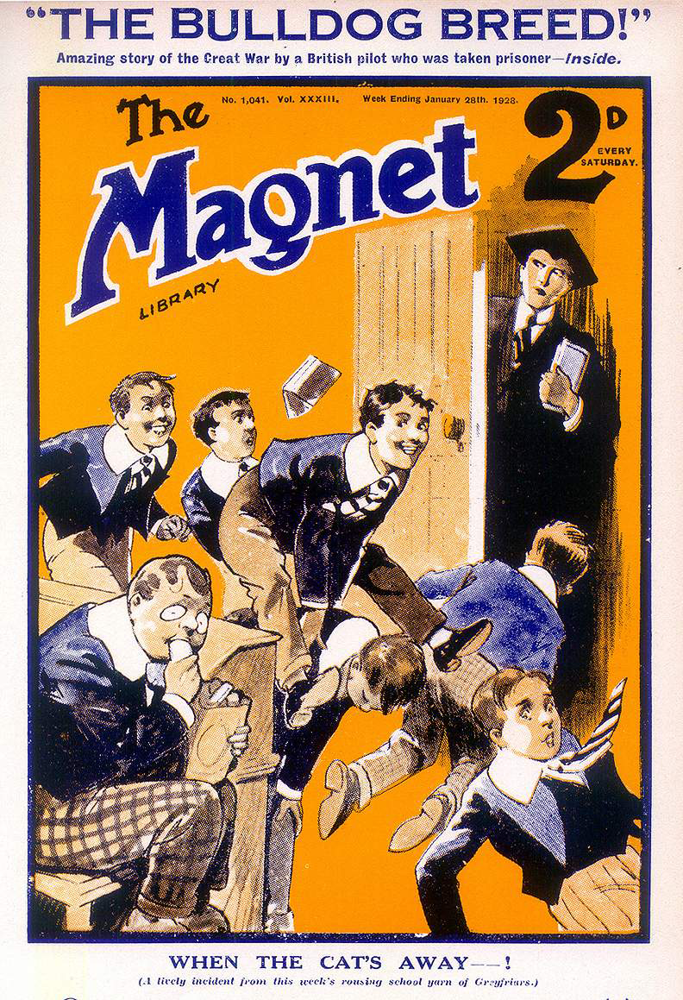 “THE BULLDOG BREED!”
Amazing story of the Great War by a British pilot who was taken prisoner—Inside.
No. 1,041. Vol. XXXIII. Week Ending January 28th. 1928.
The
Magnet
LIBRARY
2D
EVERY
SATURDAY.
WHEN THE CAT'S AWAY——!
(A lively incident from this week's rousing school yarn of Greyfriars.)